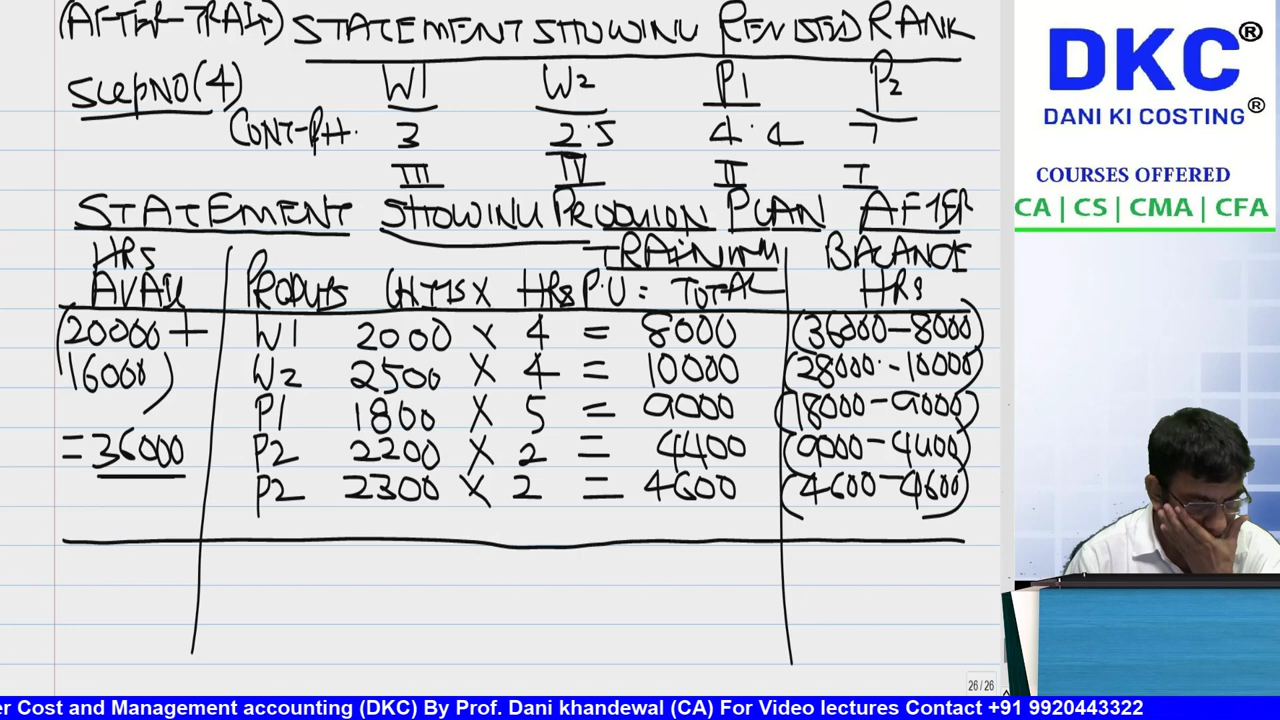 (AFTER TRAI) STATEMENT SHOWING REVISED RANK
STEP NO (4) W1 W2 P1 P2
CONT-P.H. 3 2.5 4.4 7
III IV II I
STATEMENT SHOWING PRODUCTION PLAN AFTER TRAINING
HRS AVAIL PRODUTS UNITS X HRS P.U = TOTAL BALANCE HRS
(20000 + W1 2000 X 4 = 8000 (36000-8000)
16000) W2 2500 X 4 = 10000 (28000-10000)
P1 1800 X 5 = 9000 (18000-9000)
= 36000 P2 2200 X 2 = 4400 (9000-4400)
P2 2300 X 2 = 4600 (4600-4600)
26/26
DKC®
DANI KI COSTING®
COURSES OFFERED
CA | CS | CMA | CFA
er Cost and Management accounting (DKC) By Prof. Dani khandewal (CA) For Video lectures Contact +91 9920443322